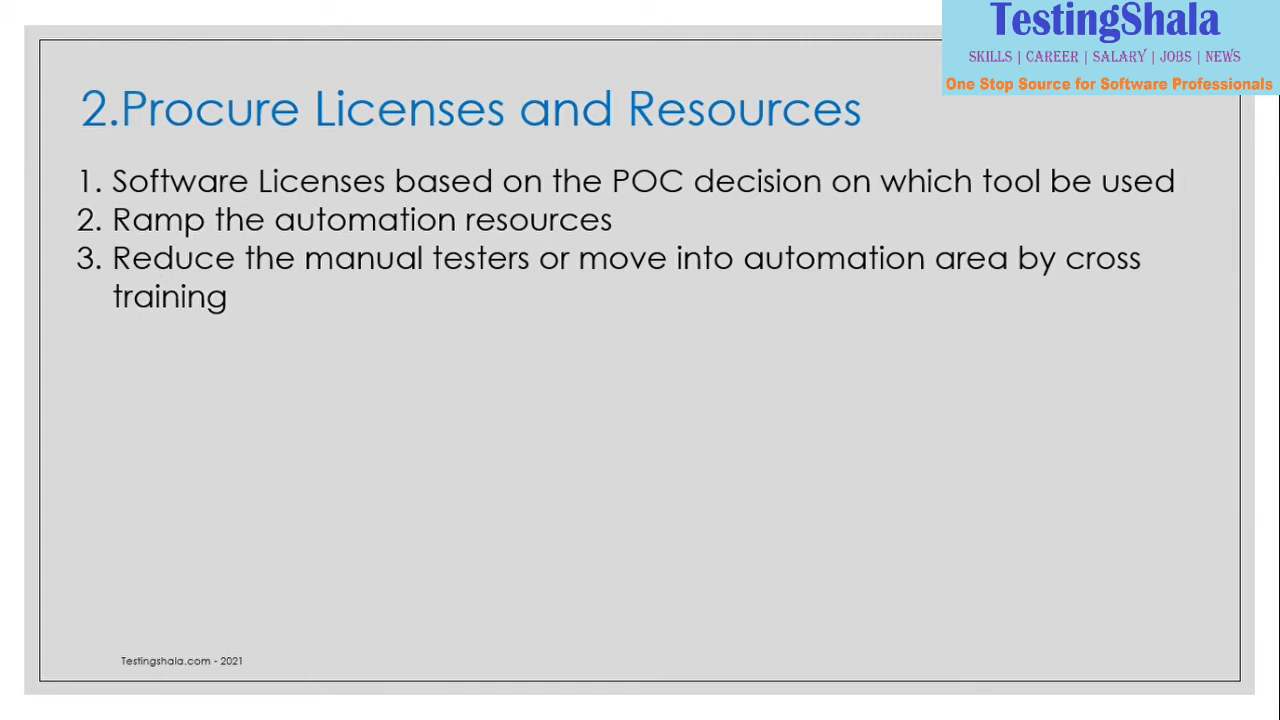 TestingShala
SKILLS | CAREER | SALARY | JOBS | NEWS
One Stop Source for Software Professionals
2.Procure Licenses and Resources
1. Software Licenses based on the POC decision on which tool be used
2. Ramp the automation resources
3. Reduce the manual testers or move into automation area by cross
training
Testingshala.com - 2021